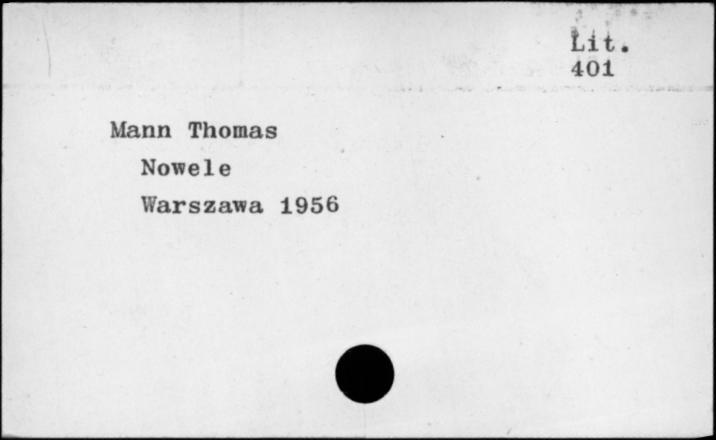 Lit.
401
Mann Thomas
Nowele
Warszawa 1956